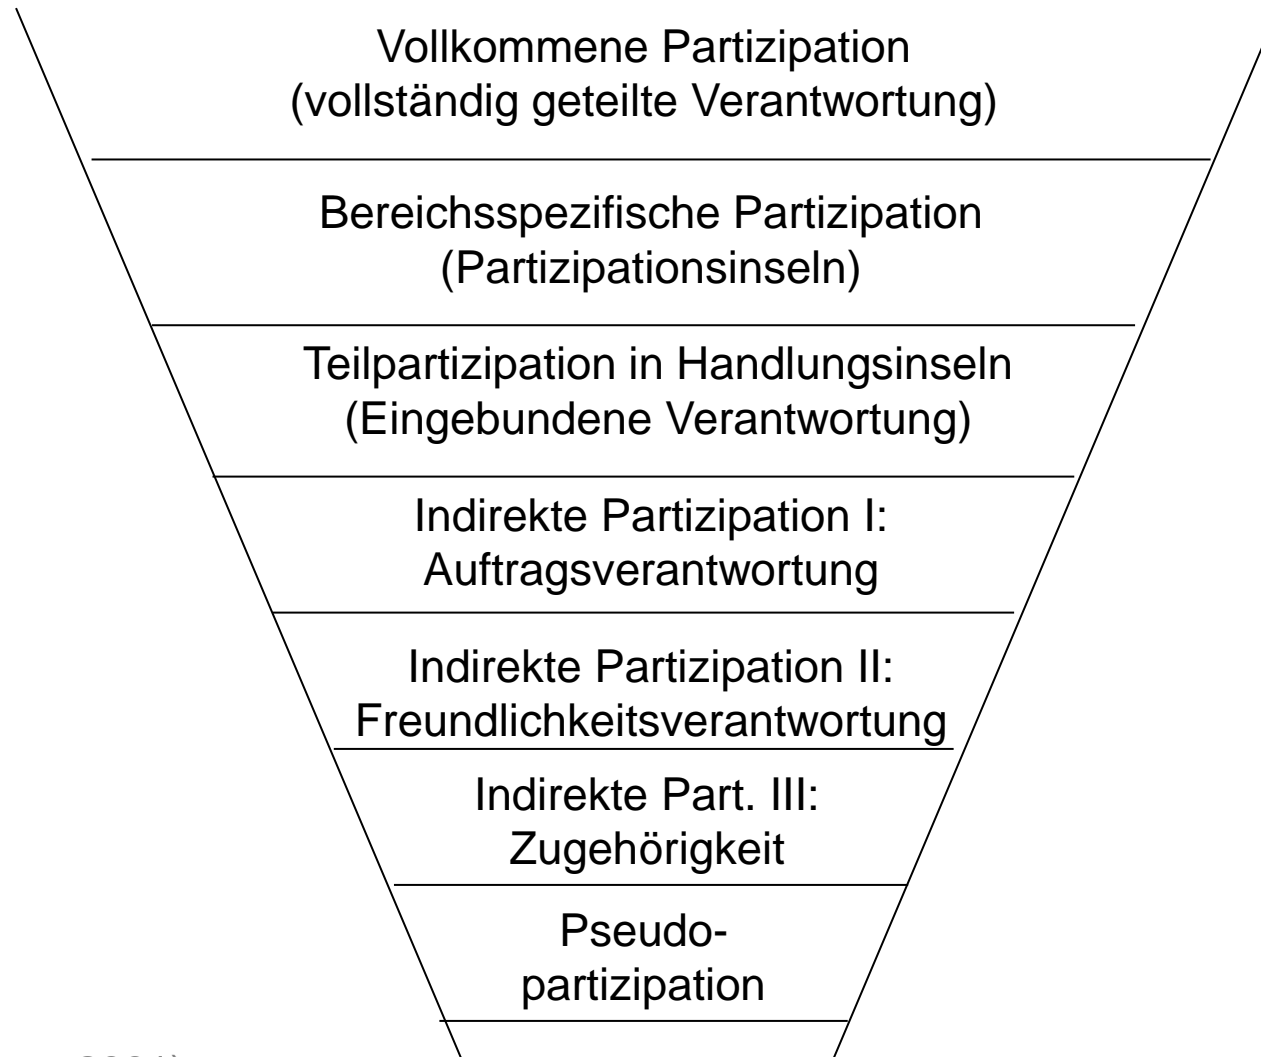 Vollkommene Partizipation
(vollständig geteilte Verantwortung)
Bereichsspezifische Partizipation
(Partizipationsinseln)
Teilpartizipation in Handlungsinseln
(Eingebundene Verantwortung)
Indirekte Partizipation I:
Auftragsverantwortung
Indirekte Partizipation II:
Freundlichkeitsverantwortung
Indirekte Part. III:
Zugehörigkeit
Pseudo-
partizipation